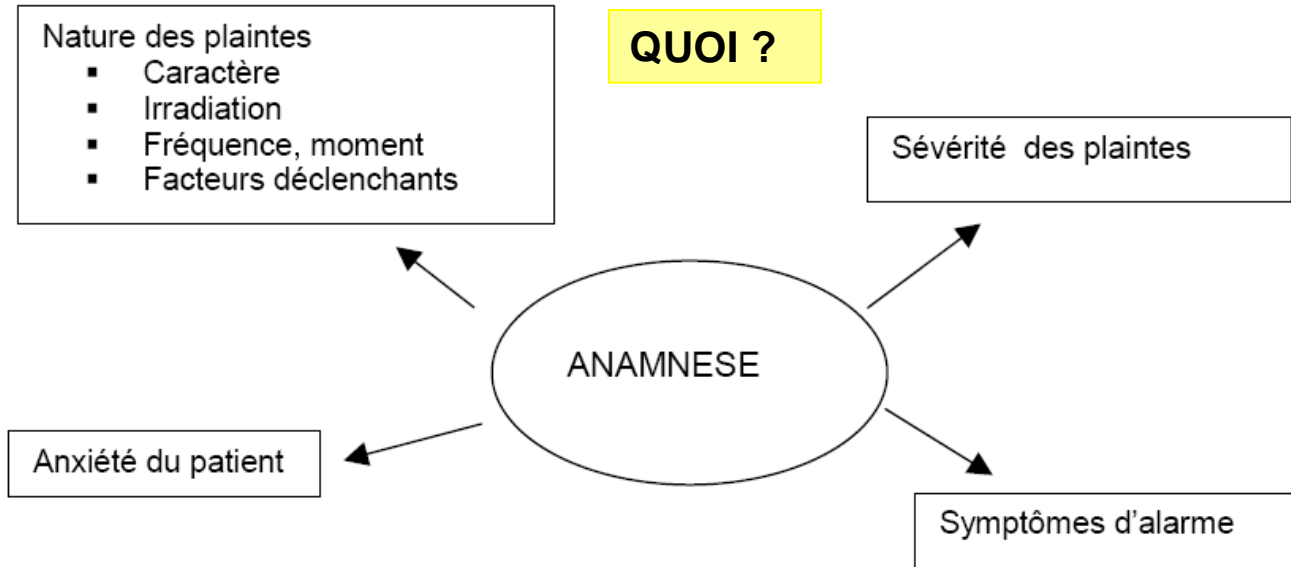 QUOI ?
Nature des plaintes
▪ Caractère
▪ Irradiation
▪ Fréquence, moment
▪ Facteurs déclenchants
Sévérité des plaintes
ANAMNESE
Anxiété du patient
Symptômes d’alarme